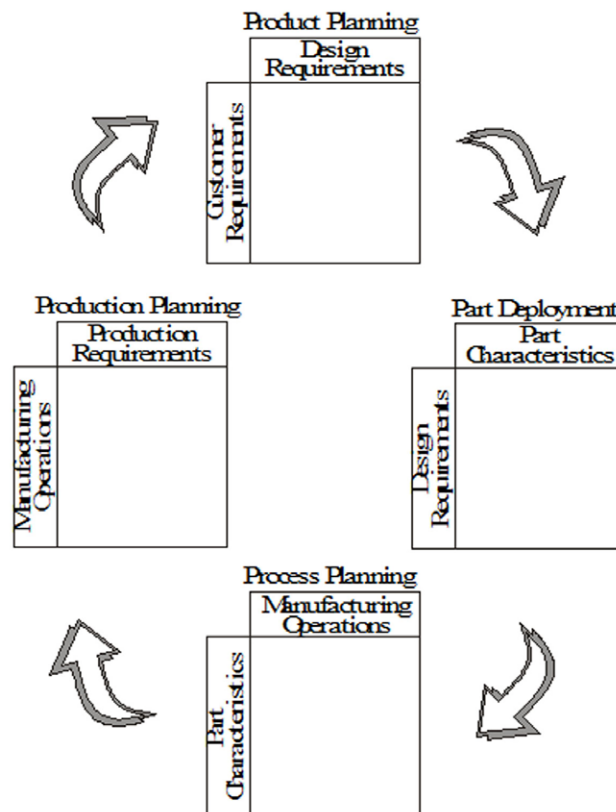 Product Planning
Design
Requirements
Customer
Requirements
Production Planning
Production
Requirements
Manufacturing
Operations
Part Deployment
Part
Characteristics
Design
Requirements
Process Planning
Manufacturing
Operations
Part
Characteristics